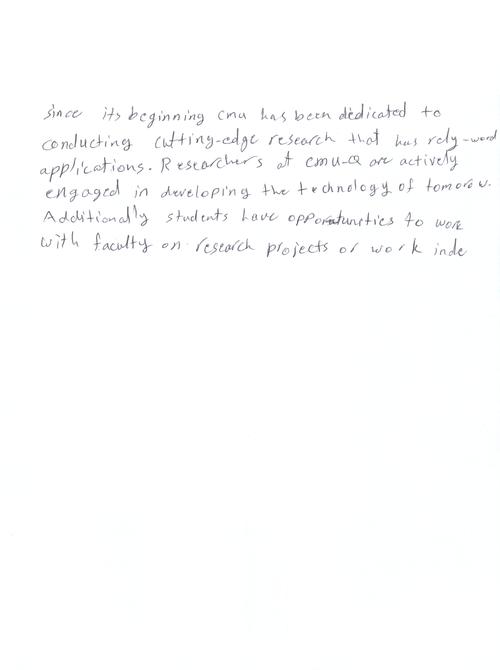 since its beginning cmu has been dedicated to
conducting cutting-edge research that has rely-word
applications. Researchers at cmu-Q are actively
engaged in developing the technology of tomorow.
Additionally students have opportunities to work
with faculty on research projects or work inde